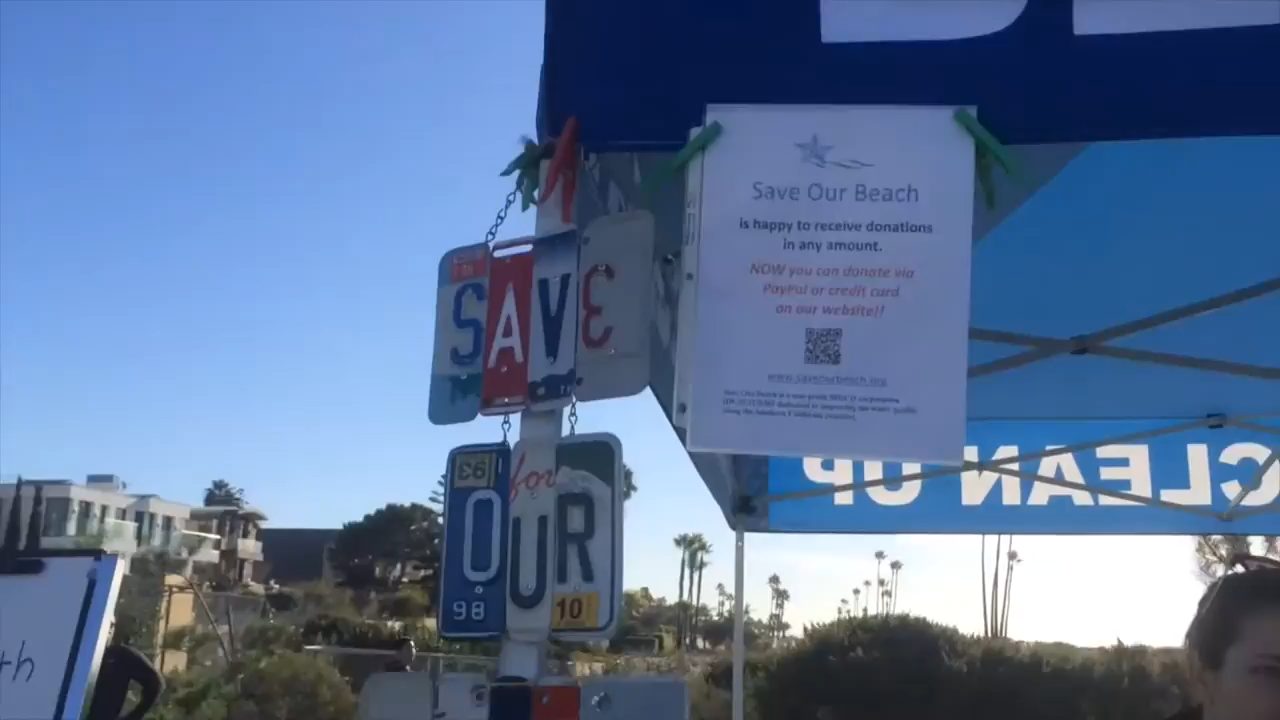 Save Our Beach
is happy to receive donations
in any amount.
NOW you can donate via
PayPal or credit card
on our website!!
www.saveourbeach.org
SAVE
93
for
OUR
98
10
CLEAN UP